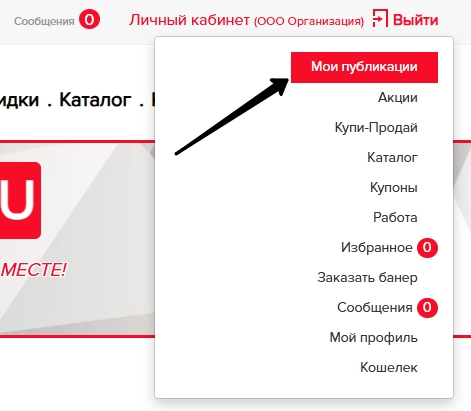 Сообщения 0 Личный кабинет (ООО Организация) Выйти
Мои публикации
Акции
идки . Каталог .
Купи-Продай
Каталог
U
Купоны
Работа
Избранное 0
МЕСТЕ!
Заказать банер
Сообщения 0
Мой профиль
Кошелек